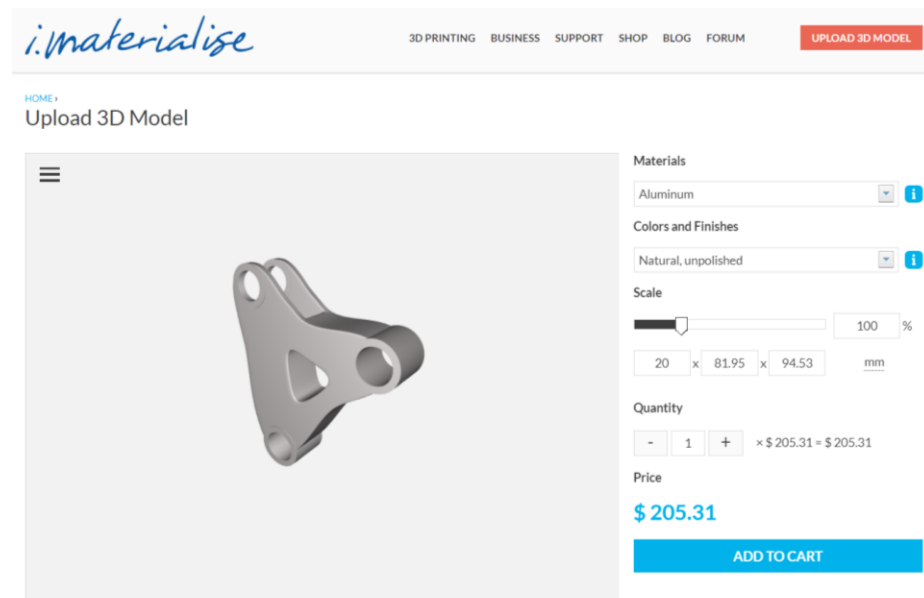 i.materialise
3D PRINTING BUSINESS SUPPORT SHOP BLOG FORUM UPLOAD 3D MODEL
HOME ›
Upload 3D Model
Materials
Aluminum
i
Colors and Finishes
Natural, unpolished
i
Scale
100 %
20 x 81.95 x 94.53 mm
Quantity
- 1 + × $ 205.31 = $ 205.31
Price
$ 205.31
ADD TO CART